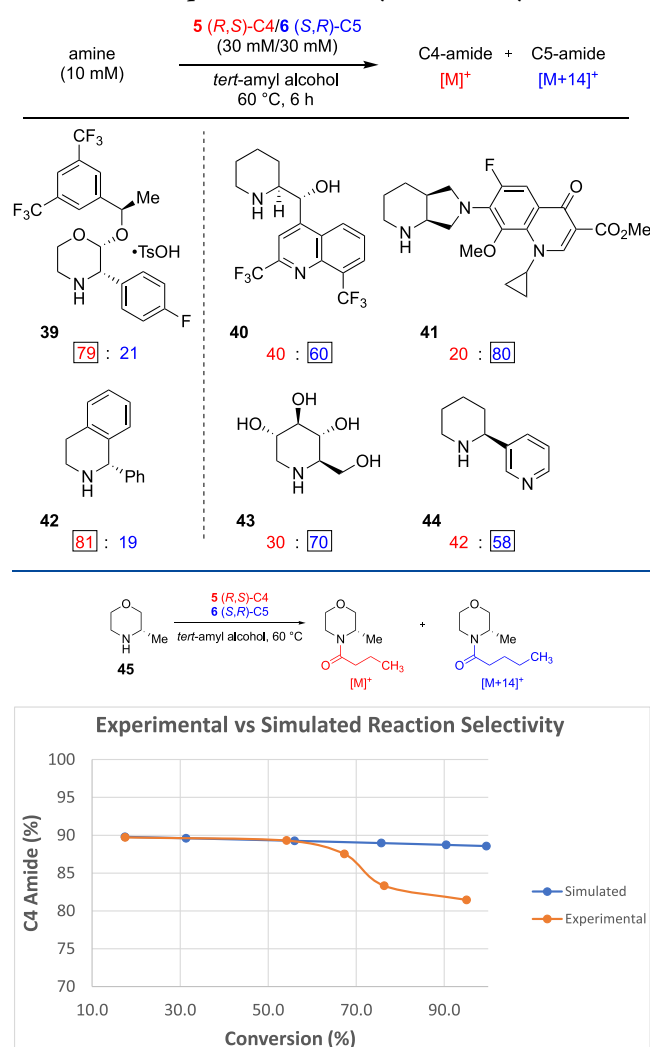 5 (R,S)-C4/6 (S,R)-C5
amine
(10 mM)
(30 mM/30 mM)
tert-amyl alcohol
60 °C, 6 h
C4-amide + C5-amide
[M]+ [M+14]+
CF3
F3C
Me
O
O
•TsOH
N
H
F
39
79 : 21
N
H
H
OH
F3C
N
CF3
40
40 : 60
H
F
O
N
N
H
H
MeO
N
CO2Me
41
20 : 80
N
H
Ph
42
81 : 19
OH
HO
OH
OH
N
H
43
30 : 70
N
H
N
44
42 : 58
O
N
H
Me
45
5 (R,S)-C4
6 (S,R)-C5
tert-amyl alcohol, 60 °C
O
N
Me
O
CH3
[M]+
+
O
N
Me
O
CH3
[M+14]+
Experimental vs Simulated Reaction Selectivity
C4 Amide (%)
100
95
90
85
80
75
70
10.0 30.0 50.0 70.0 90.0
Conversion (%)
Simulated
Experimental